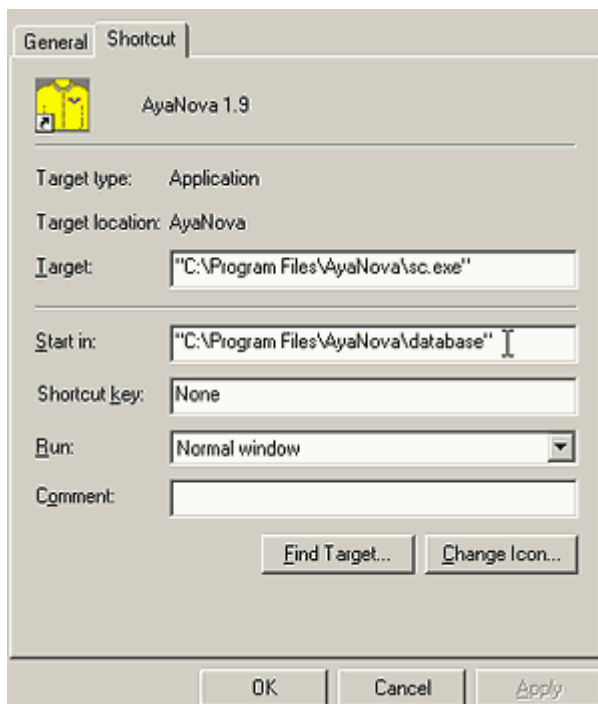 General Shortcut
AyaNova 1.9
Target type: Application
Target location: AyaNova
Target: "C:\Program Files\AyaNova\sc.exe"
Start in: "C:\Program Files\AyaNova\database"
Shortcut key: None
Run: Normal window
Comment:
Find Target... Change Icon...
OK Cancel Apply